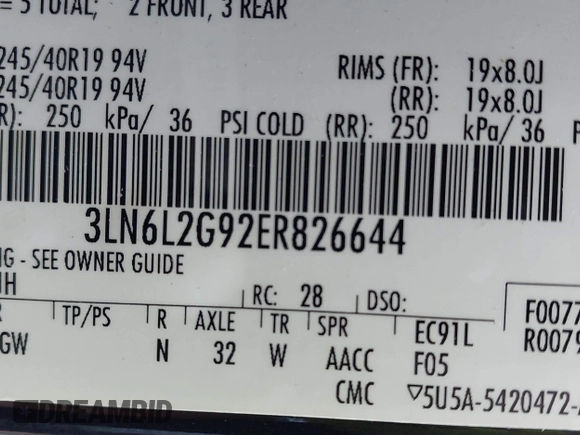 = 5 TOTAL; 2 FRONT, 3 REAR
245/40R19 94V RIMS (FR): 19x8.0J
245/40R19 94V (RR): 19x8.0J
R): 250 kPa/ 36 PSI COLD (RR): 250 kPa/ 36
3LN6L2G92ER826644
NG - SEE OWNER GUIDE
RC: 28 DSO:
TP/PS R AXLE TR SPR EC91L F0077
GW N 32 W AACC F05 R0079
CMC ▽5U5A-5420472-
DREAMBID